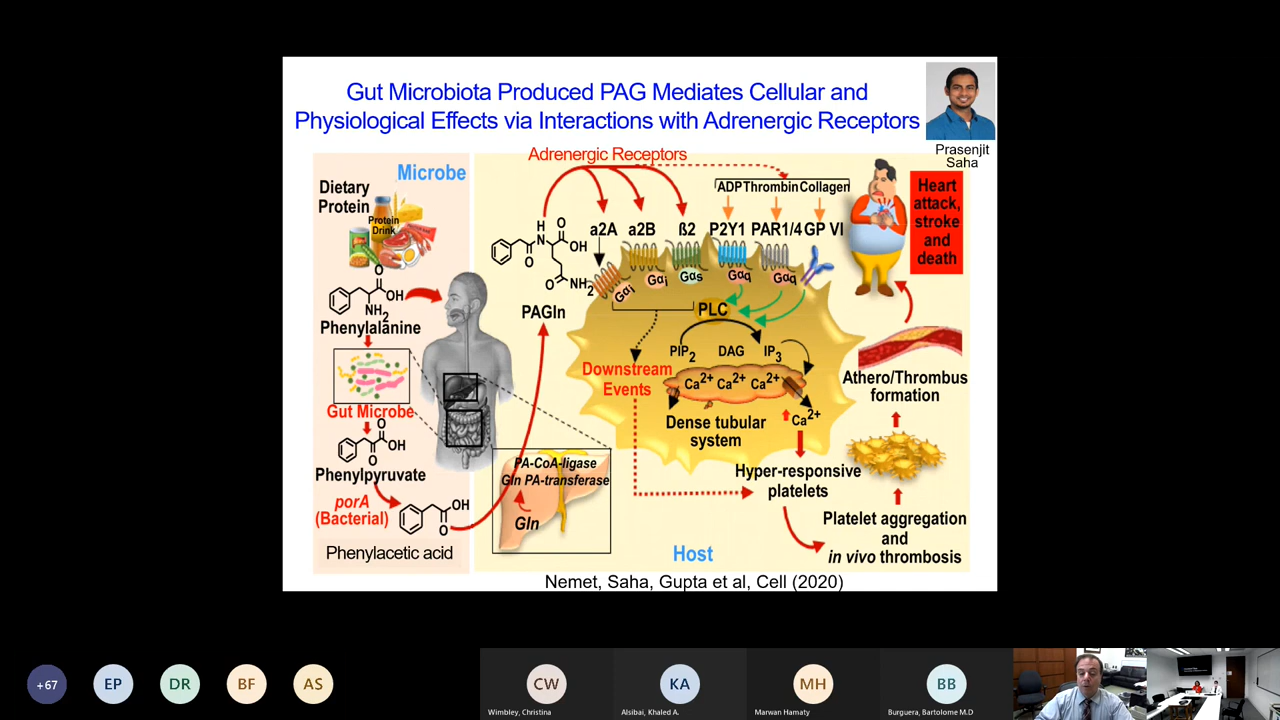 Gut Microbiota Produced PAG Mediates Cellular and
Physiological Effects via Interactions with Adrenergic Receptors
Prasenjit
Saha
Microbe
Dietary
Protein
Protein
Drink
O
OH
NH2
Phenylalanine
Gut Microbe
O
OH
O
Phenylpyruvate
porA
(Bacterial)
OH
O
Phenylacetic acid
Adrenergic Receptors
H
N
O
OH
O
O
NH2
PAGln
PA-CoA-ligase
Gln PA-transferase
Gln
ADP Thrombin Collagen
a2A a2B ß2 P2Y1 PAR1/4 GP VI
Gαi Gαi Gαs Gαq Gαq
PLC
PIP2 DAG IP3
Downstream
Events
Ca2+ Ca2+ Ca2+
Ca2+
Dense tubular
system
Hyper-responsive
platelets
Host
Heart
attack,
stroke
and
death
Athero/Thrombus
formation
Platelet aggregation
and
in vivo thrombosis
Nemet, Saha, Gupta et al, Cell (2020)
+67
EP
DR
BF
AS
CW
Wimbley, Christina
KA
Alsibai, Khaled A.
MH
Marwan Hamaty
BB
Burguera, Bartolome M.D